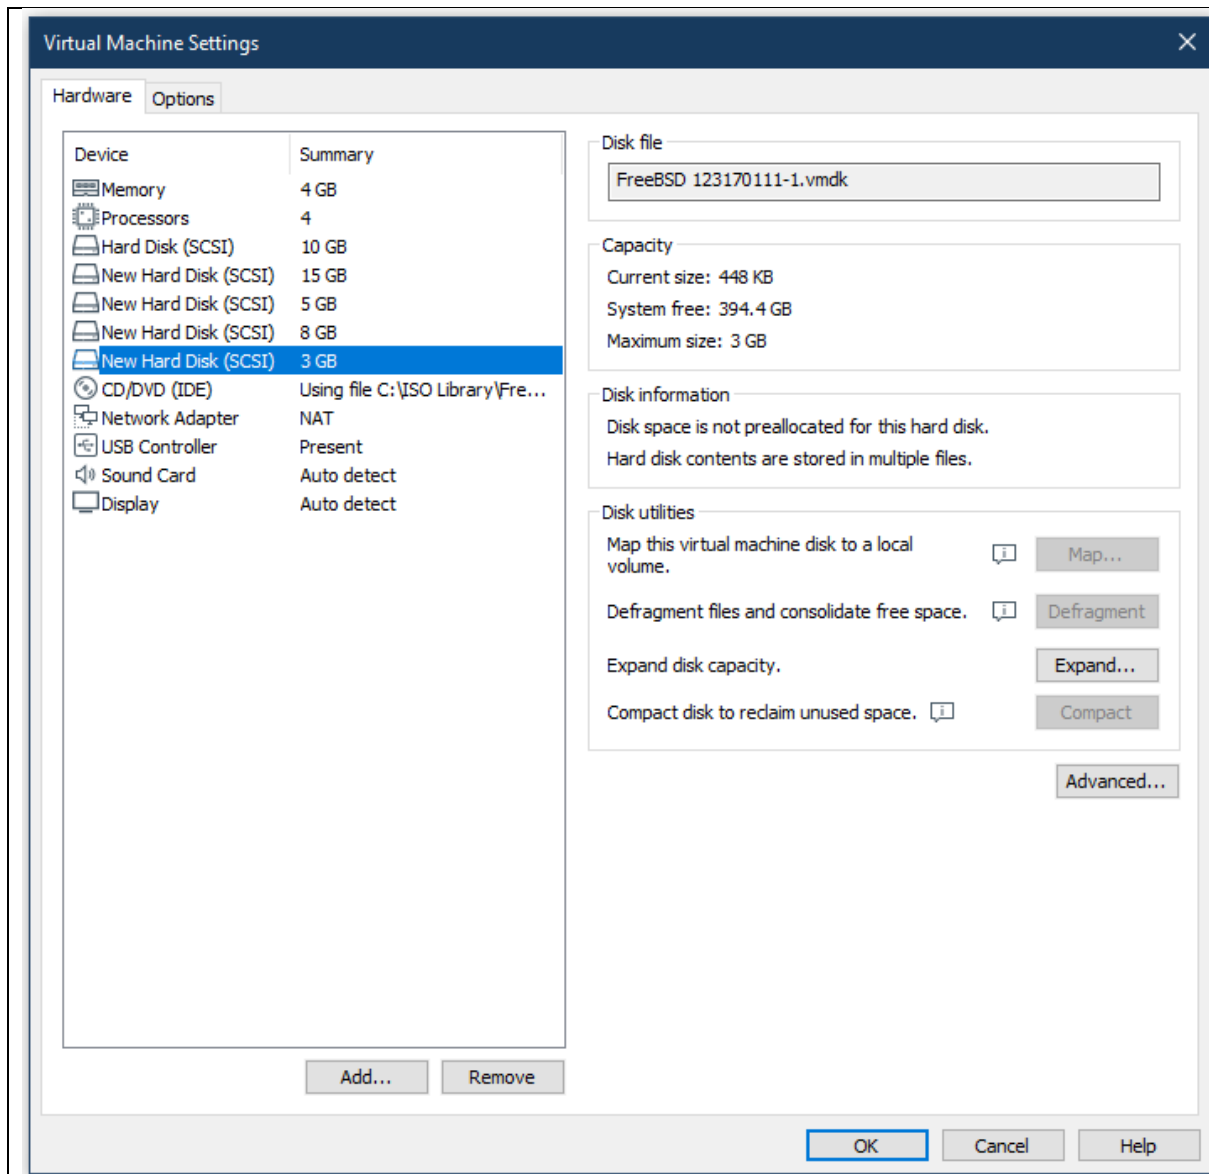 Virtual Machine Settings
Hardware Options
Device Summary
Memory 4 GB
Processors 4
Hard Disk (SCSI) 10 GB
New Hard Disk (SCSI) 15 GB
New Hard Disk (SCSI) 5 GB
New Hard Disk (SCSI) 8 GB
New Hard Disk (SCSI) 3 GB
CD/DVD (IDE) Using file C:\ISO Library\Fre...
Network Adapter NAT
USB Controller Present
Sound Card Auto detect
Display Auto detect
Add... Remove
Disk file
FreeBSD 123170111-1.vmdk
Capacity
Current size: 448 KB
System free: 394.4 GB
Maximum size: 3 GB
Disk information
Disk space is not preallocated for this hard disk.
Hard disk contents are stored in multiple files.
Disk utilities
Map this virtual machine disk to a local
volume.
Map...
Defragment files and consolidate free space. Defragment
Expand disk capacity. Expand...
Compact disk to reclaim unused space. Compact
Advanced...
OK Cancel Help